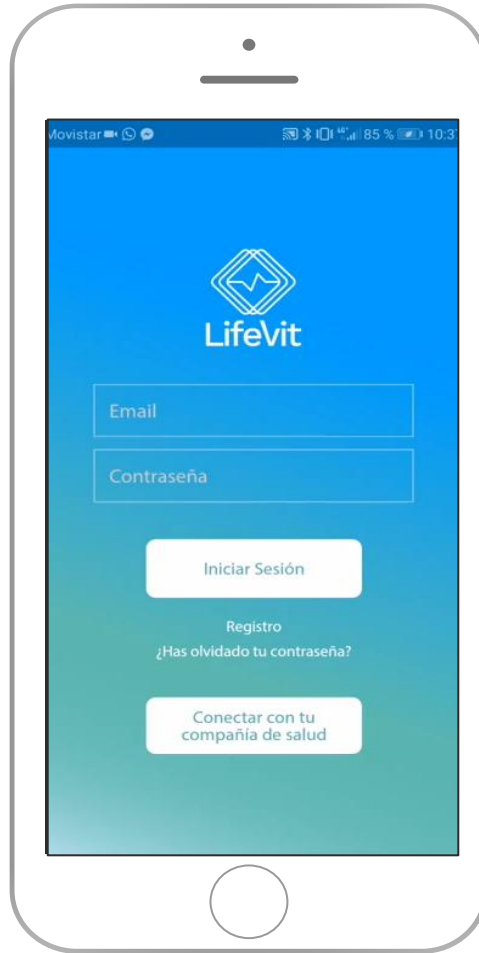 Movistar 85 % 10:37
LifeVit
Email
Contraseña
Iniciar Sesión
Registro
¿Has olvidado tu contraseña?
Conectar con tu
compañía de salud